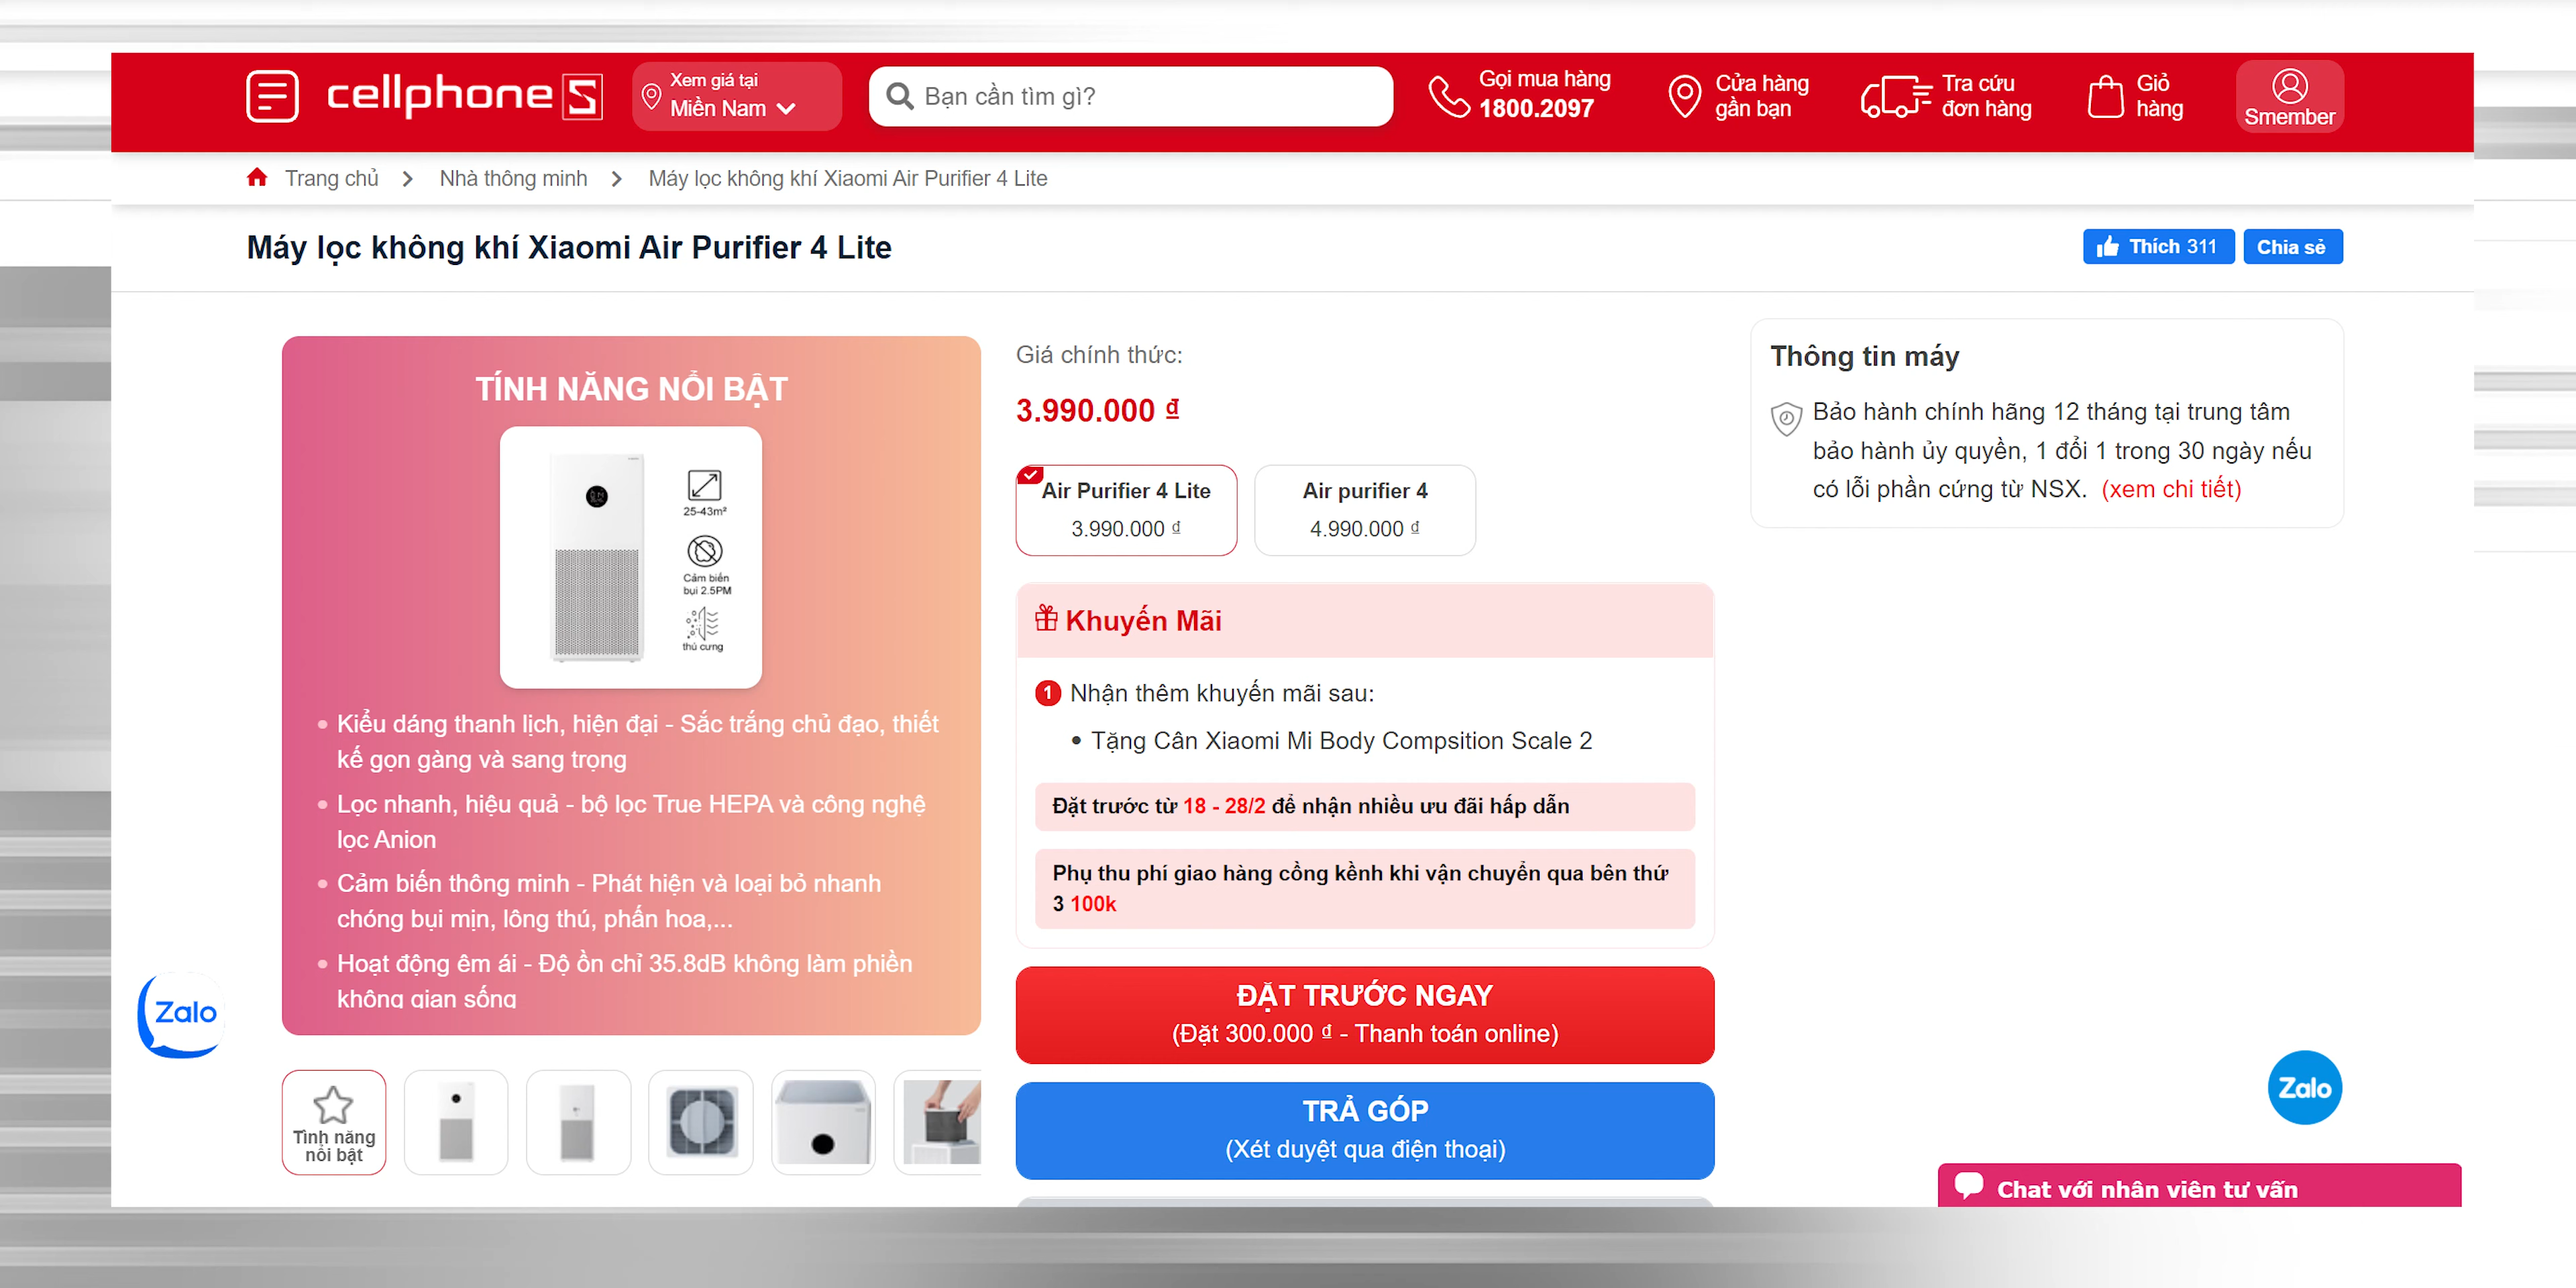 cellphoneS
Xem giá tại
Miền Nam
Bạn cần tìm gì?
Gọi mua hàng
1800.2097
Cửa hàng
gần bạn
Tra cứu
đơn hàng
Giỏ
hàng
Smember
Trang chủ
Nhà thông minh
Máy lọc không khí Xiaomi Air Purifier 4 Lite
Máy lọc không khí Xiaomi Air Purifier 4 Lite
Thích 311
Chia sẻ
TÍNH NĂNG NỔI BẬT
25-43m²
Cảm biến
bụi 2.5PM
thú cưng
Kiểu dáng thanh lịch, hiện đại - Sắc trắng chủ đạo, thiết
kế gọn gàng và sang trọng
Lọc nhanh, hiệu quả - bộ lọc True HEPA và công nghệ
lọc Anion
Cảm biến thông minh - Phát hiện và loại bỏ nhanh
chóng bụi mịn, lông thú, phấn hoa,...
Hoạt động êm ái - Độ ồn chỉ 35.8dB không làm phiền
không gian sống
Tính năng
nổi bật
Giá chính thức:
3.990.000 ₫
Air Purifier 4 Lite
3.990.000 ₫
Air purifier 4
4.990.000 ₫
Khuyến Mãi
1 Nhận thêm khuyến mãi sau:
• Tặng Cân Xiaomi Mi Body Compsition Scale 2
Đặt trước từ 18 - 28/2 để nhận nhiều ưu đãi hấp dẫn
Phụ thu phí giao hàng cồng kềnh khi vận chuyển qua bên thứ
3 100k
ĐẶT TRƯỚC NGAY
(Đặt 300.000 ₫ - Thanh toán online)
TRẢ GÓP
(Xét duyệt qua điện thoại)
Thông tin máy
Bảo hành chính hãng 12 tháng tại trung tâm
bảo hành ủy quyền, 1 đổi 1 trong 30 ngày nếu
có lỗi phần cứng từ NSX. (xem chi tiết)
Zalo
Zalo
Chat với nhân viên tư vấn